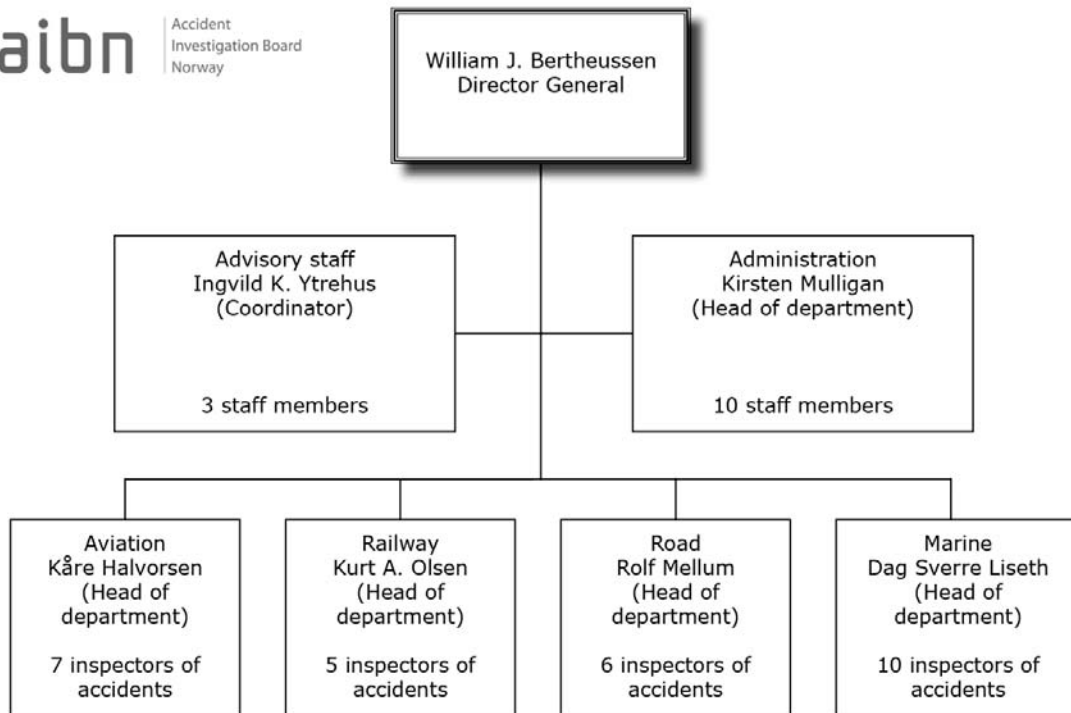 aibn
Accident
Investigation Board
Norway
William J. Bertheussen
Director General
Advisory staff
Ingvild K. Ytrehus
(Coordinator)
3 staff members
Administration
Kirsten Mulligan
(Head of department)
10 staff members
Aviation
Kåre Halvorsen
(Head of
department)
7 inspectors of
accidents
Railway
Kurt A. Olsen
(Head of
department)
5 inspectors of
accidents
Road
Rolf Mellum
(Head of
department)
6 inspectors of
accidents
Marine
Dag Sverre Liseth
(Head of
department)
10 inspectors of
accidents